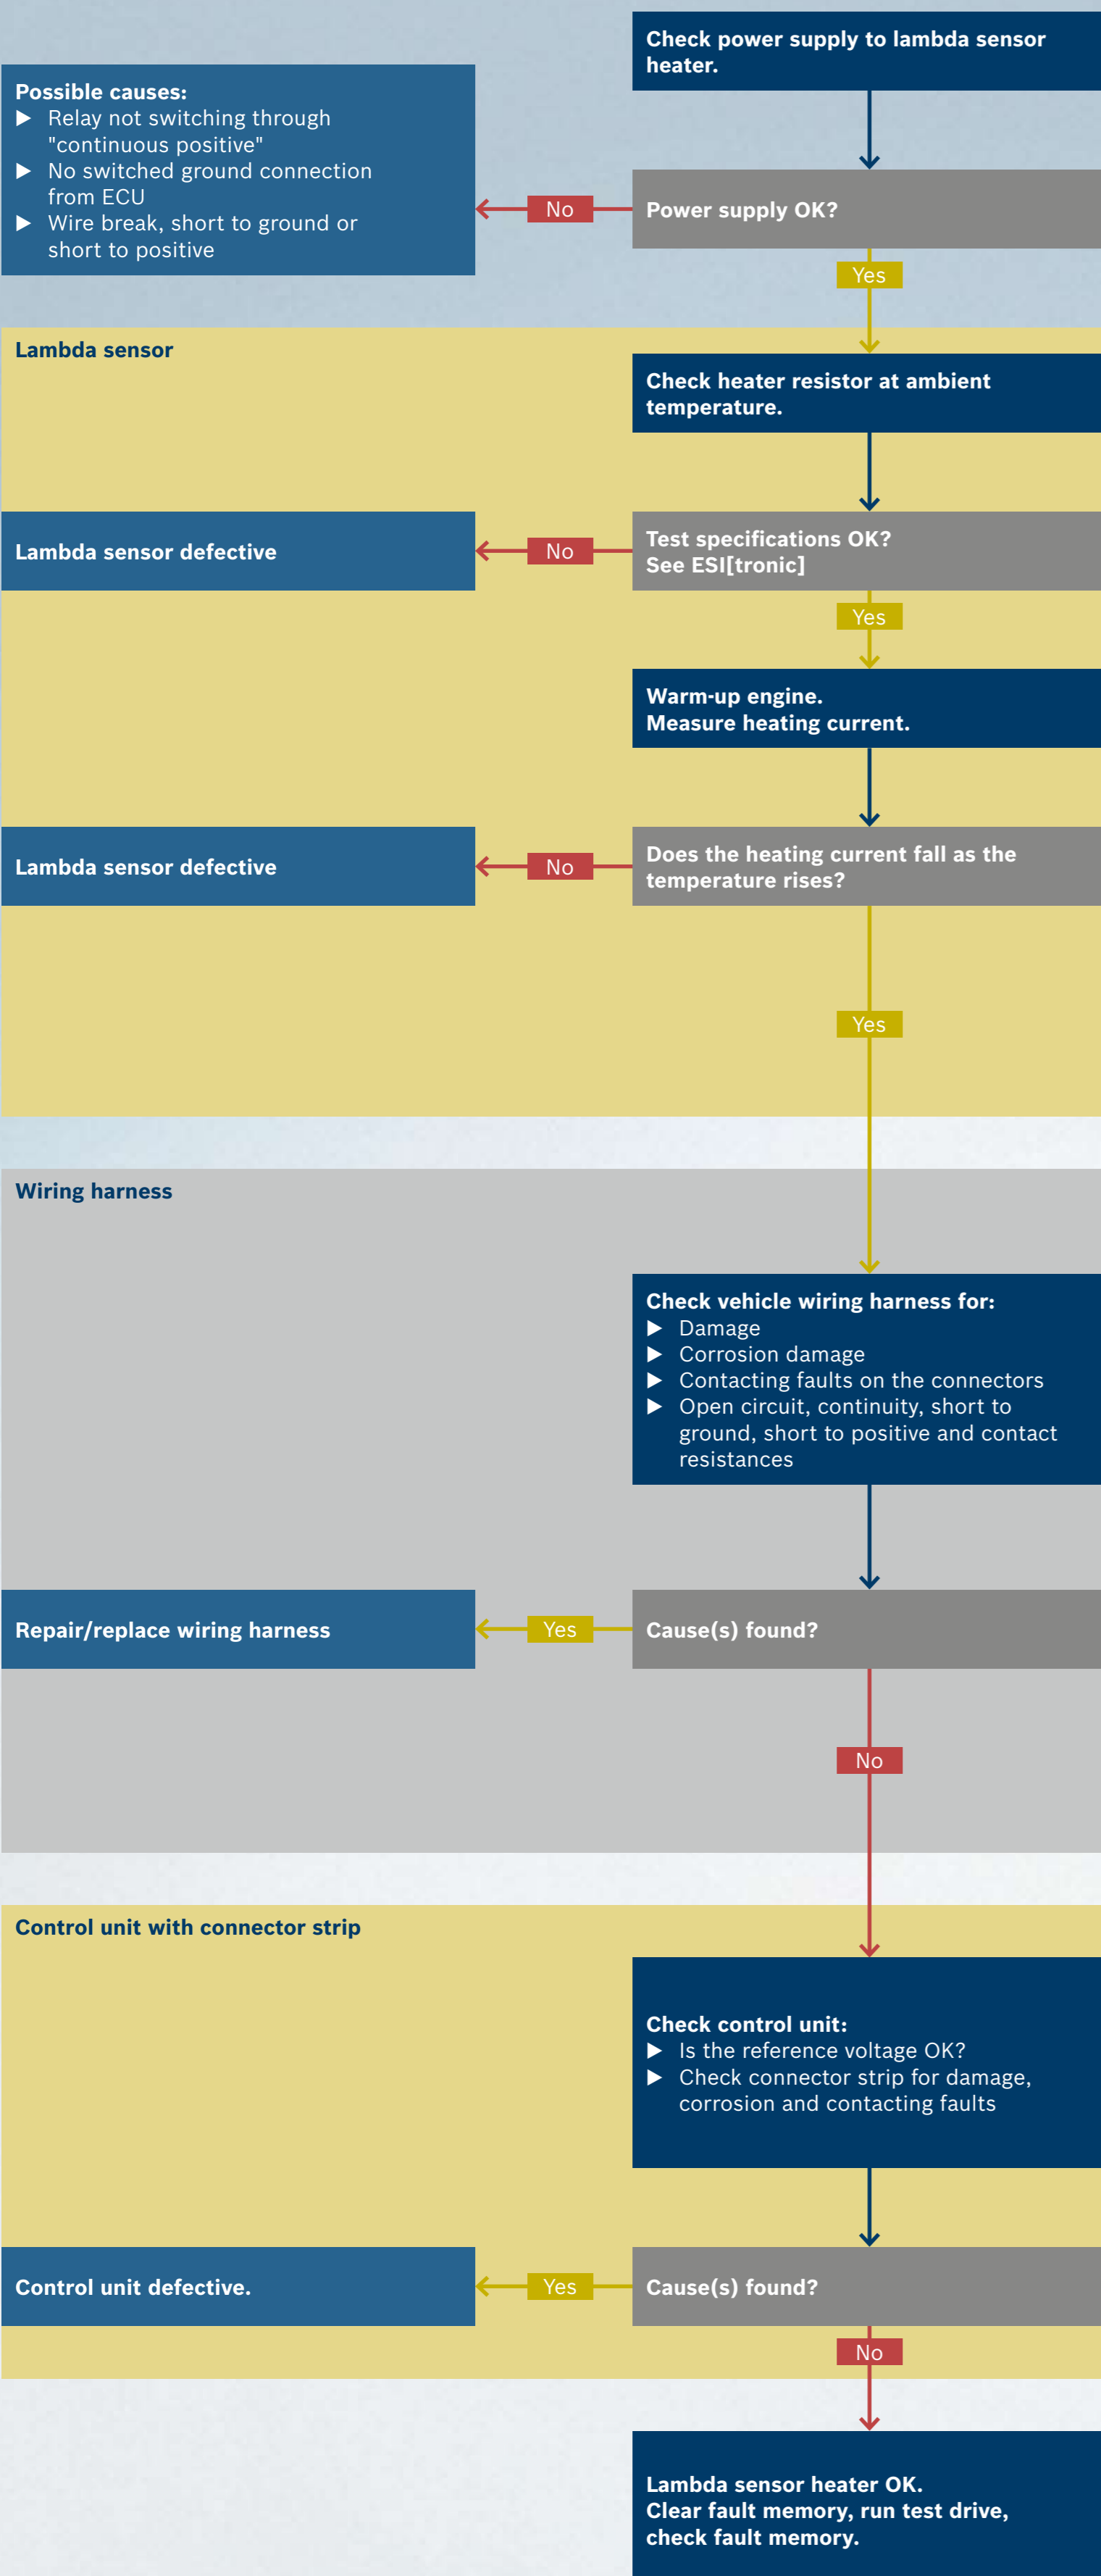 Check power supply to lambda sensor
heater.
Possible causes:
▶ Relay not switching through
"continuous positive"
▶ No switched ground connection
from ECU
▶ Wire break, short to ground or
short to positive
No
Power supply OK?
Yes
Lambda sensor
Check heater resistor at ambient
temperature.
Lambda sensor defective
No
Test specifications OK?
See ESI[tronic]
Yes
Warm-up engine.
Measure heating current.
Lambda sensor defective
No
Does the heating current fall as the
temperature rises?
Yes
Wiring harness
Check vehicle wiring harness for:
▶ Damage
▶ Corrosion damage
▶ Contacting faults on the connectors
▶ Open circuit, continuity, short to
ground, short to positive and contact
resistances
Repair/replace wiring harness
Yes
Cause(s) found?
No
Control unit with connector strip
Check control unit:
▶ Is the reference voltage OK?
▶ Check connector strip for damage,
corrosion and contacting faults
Control unit defective.
Yes
Cause(s) found?
No
Lambda sensor heater OK.
Clear fault memory, run test drive,
check fault memory.